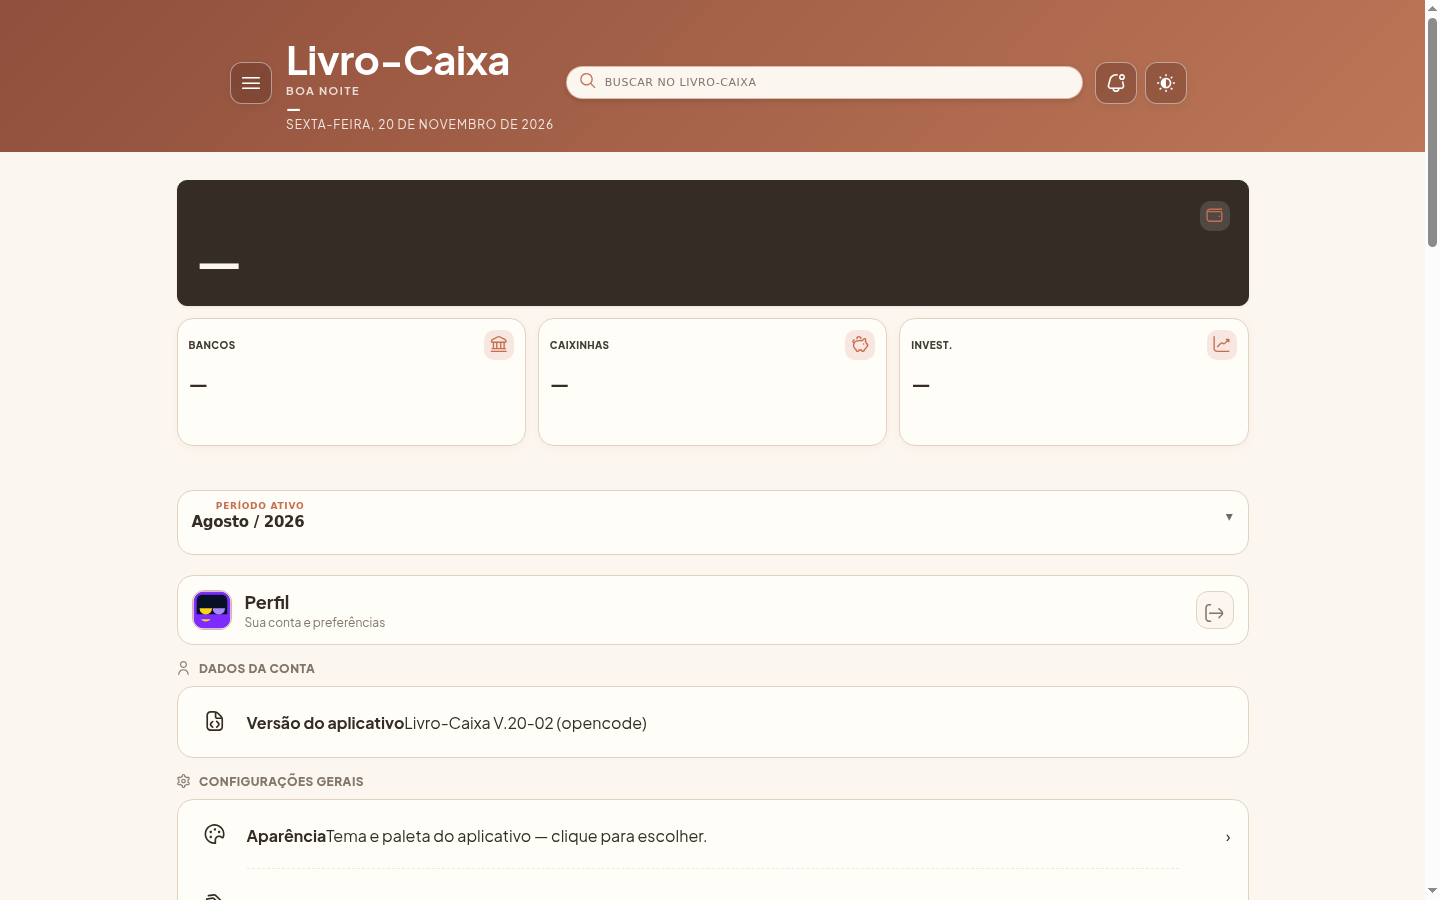 Livro-Caixa
BOA NOITE
—
SEXTA-FEIRA, 20 DE NOVEMBRO DE 2026
BUSCAR NO LIVRO-CAIXA
—
BANCOS
—
CAIXINHAS
—
INVEST.
—
PERÍODO ATIVO
Agosto / 2026
▼
Perfil
Sua conta e preferências
DADOS DA CONTA
Versão do aplicativoLivro-Caixa V.20-02 (opencode)
CONFIGURAÇÕES GERAIS
AparênciaTema e paleta do aplicativo — clique para escolher.
›